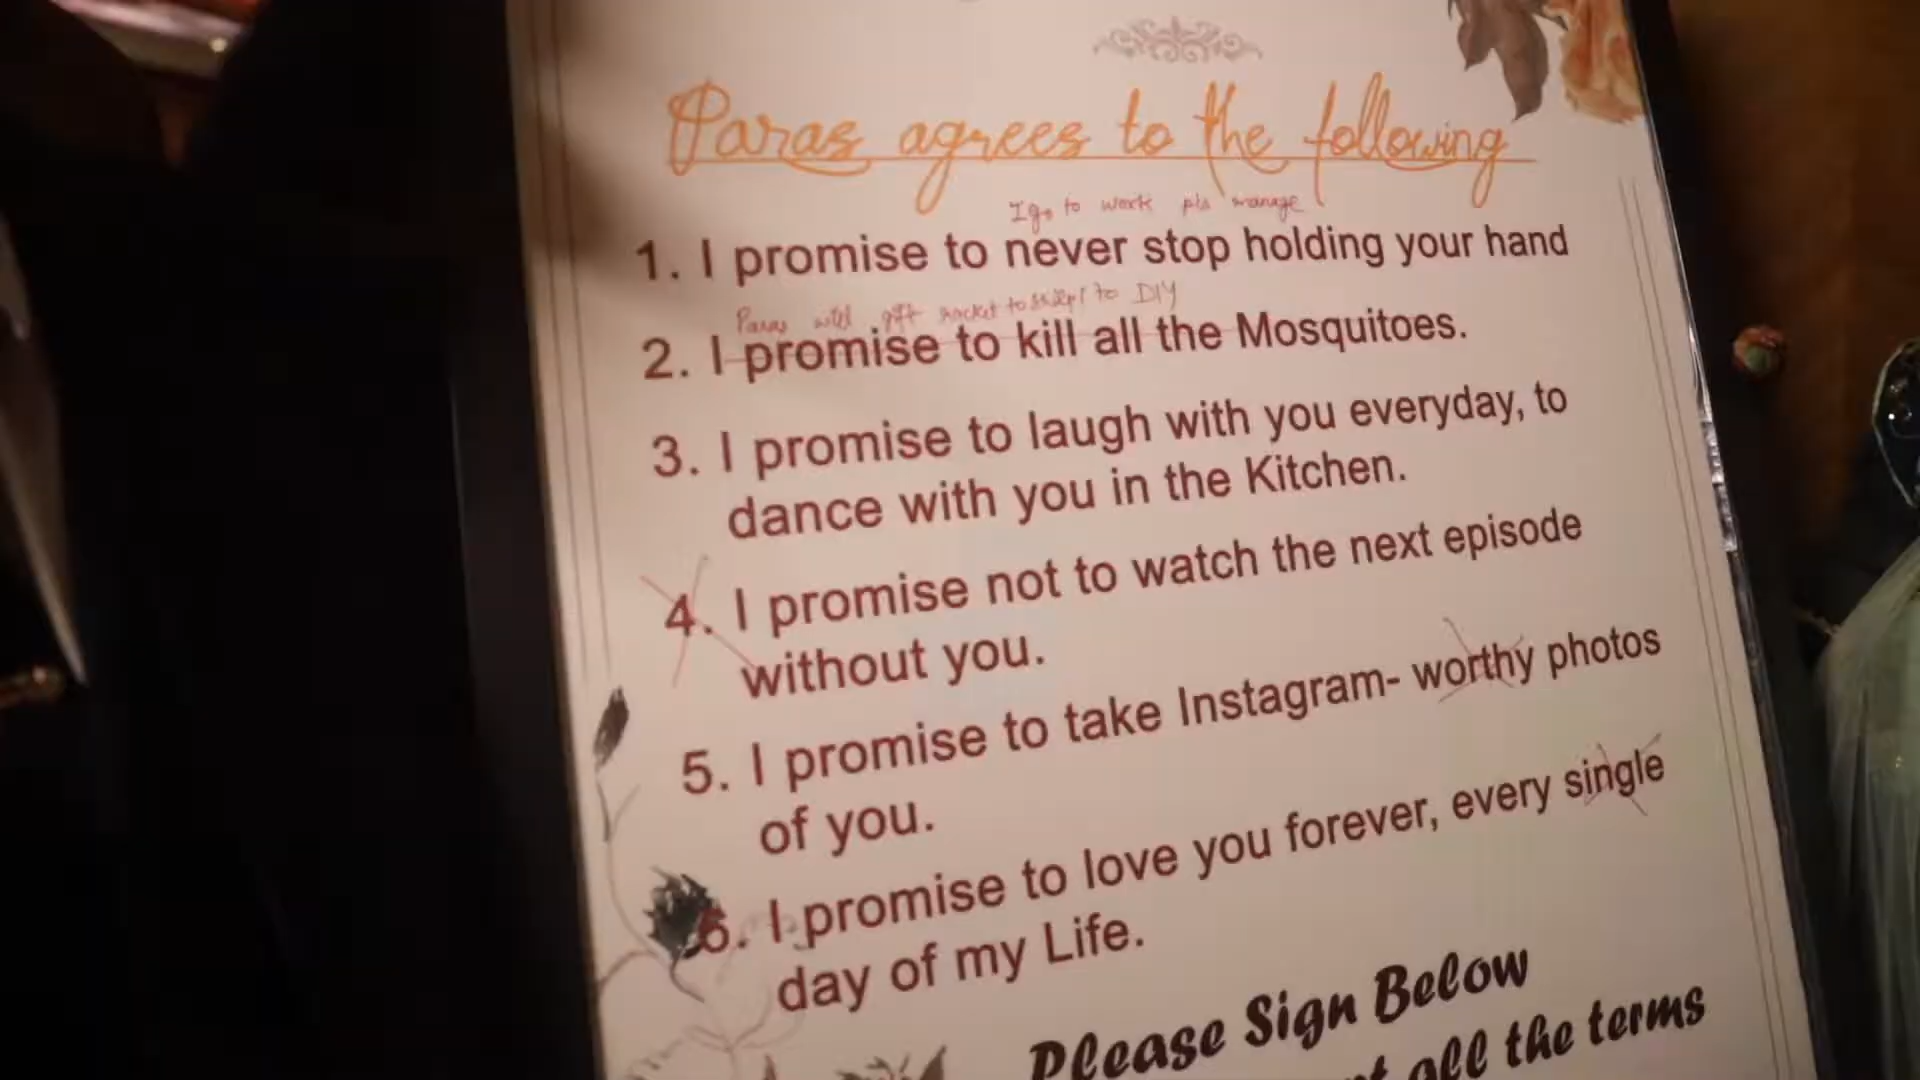 Paras agrees to the following
I go to work pls manage
1. I promise to never stop holding your hand
Paras will gift racket to to DIY
2. I promise to kill all the Mosquitoes.
3. I promise to laugh with you everyday, to
dance with you in the Kitchen.
4. I promise not to watch the next episode
without you.
5. I promise to take Instagram- worthy photos
of you.
6. I promise to love you forever, every single
day of my Life.
Please Sign Below
all the terms